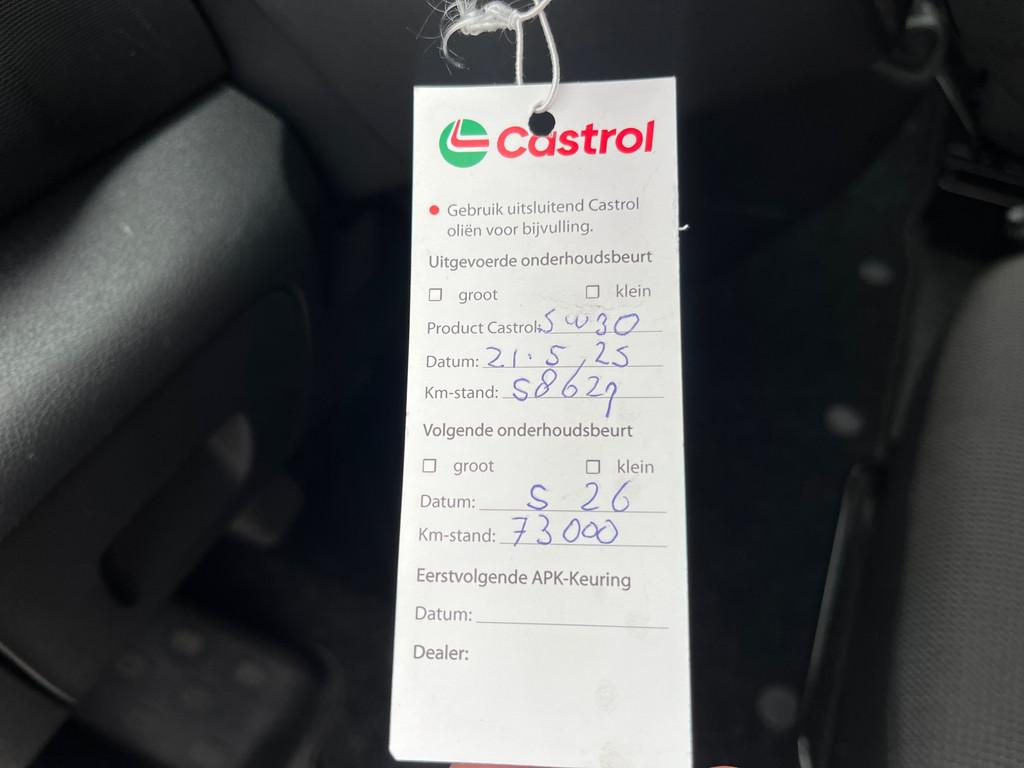 Castrol
Gebruik uitsluitend Castrol
oliën voor bijvulling.
Uitgevoerde onderhoudsbeurt
☐ groot ☐ klein
Product Castrol: 5W30
Datum: 21.5,25
Km-stand: 58627
Volgende onderhoudsbeurt
☐ groot ☐ klein
Datum: 5 26
Km-stand: 73000
Eerstvolgende APK-Keuring
Datum:
Dealer: